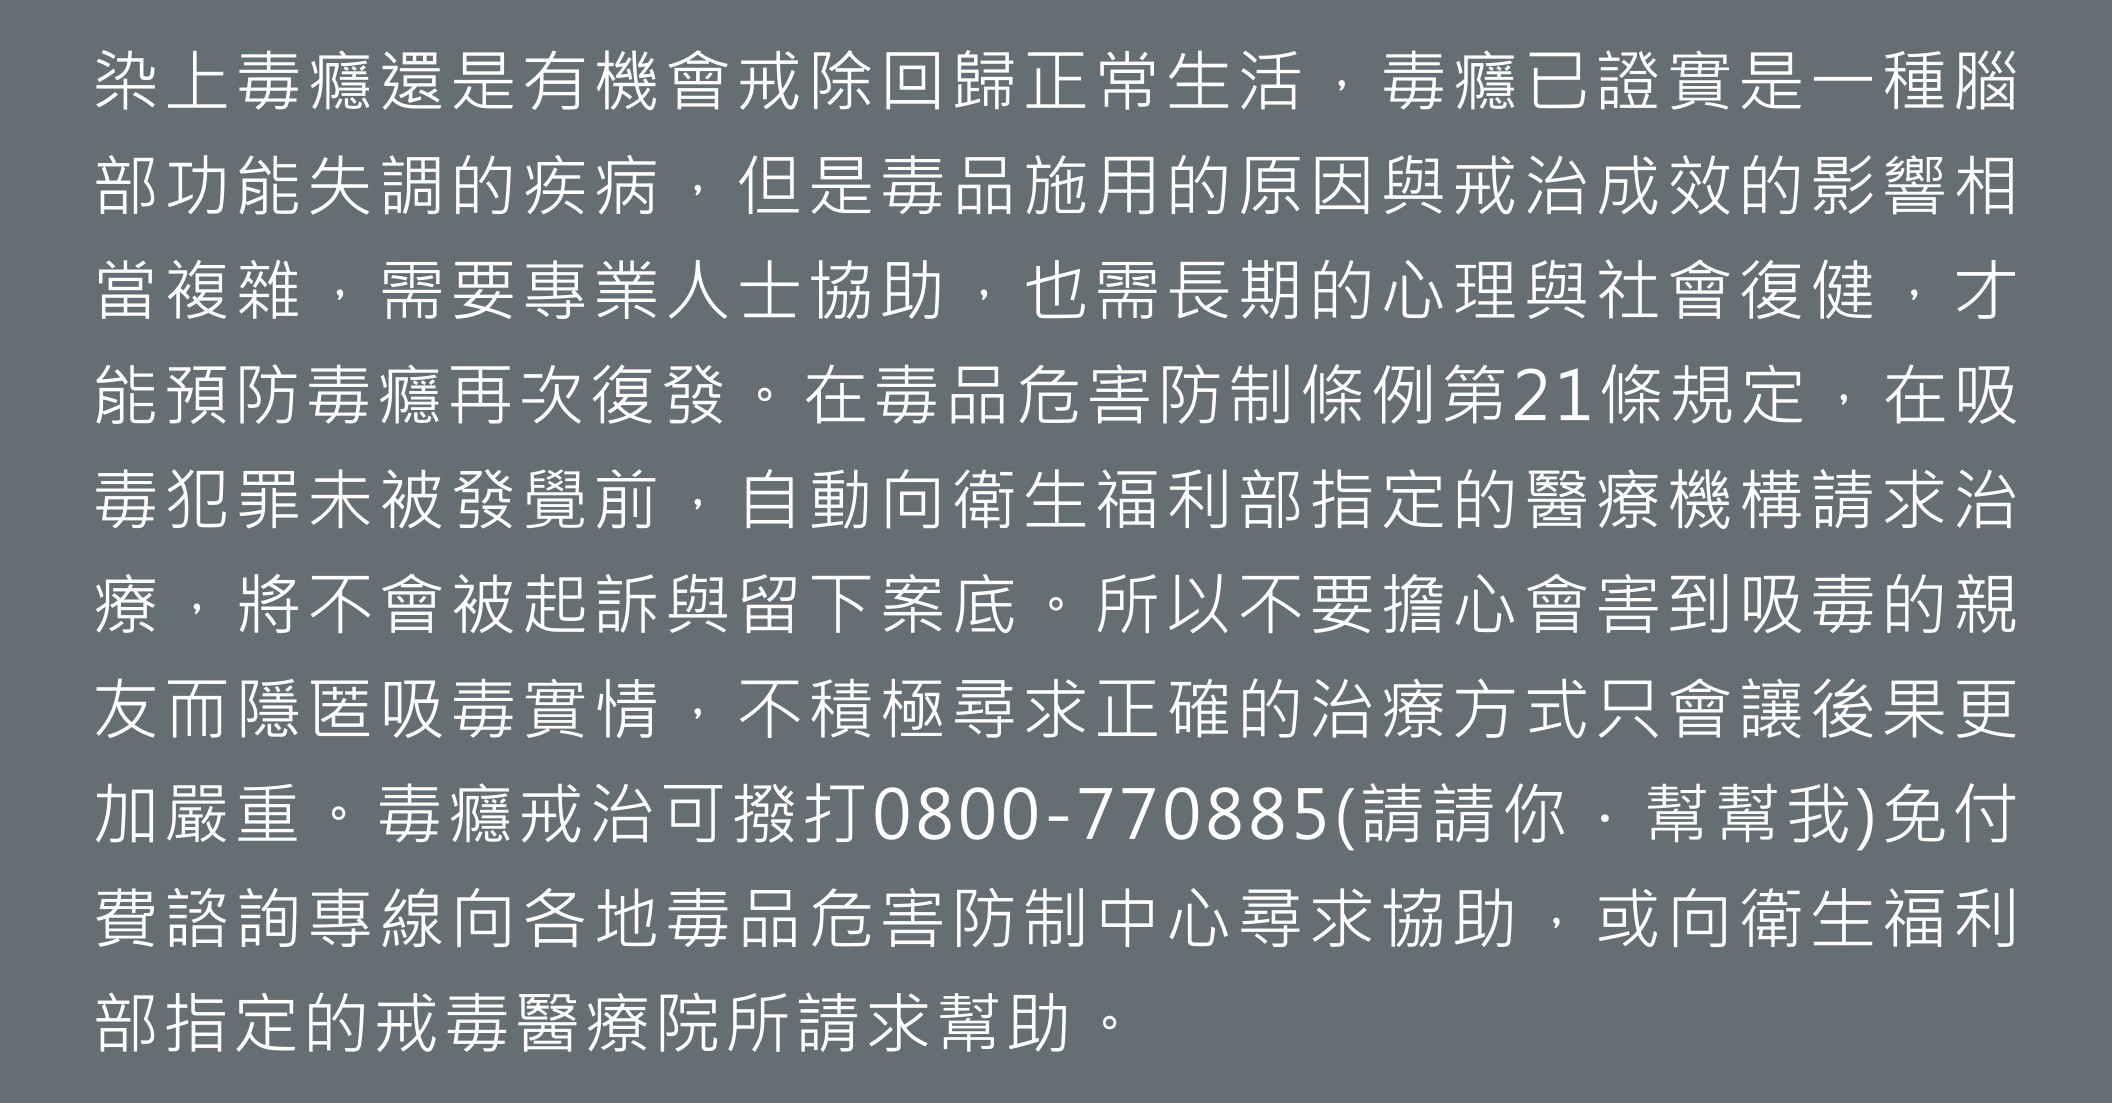 染上毒癮還是有機會戒除回歸正常生活，毒癮已證實是一種腦
部功能失調的疾病，但是毒品施用的原因與戒治成效的影響相
當複雜，需要專業人士協助，也需長期的心理與社會復健，才
能預防毒癮再次復發。在毒品危害防制條例第21條規定，在吸
毒犯罪未被發覺前，自動向衛生福利部指定的醫療機構請求治
療，將不會被起訴與留下案底。所以不要擔心會害到吸毒的親
友而隱匿吸毒實情，不積極尋求正確的治療方式只會讓後果更
加嚴重。毒癮戒治可撥打0800-770885(請請你．幫幫我)免付
費諮詢專線向各地毒品危害防制中心尋求協助，或向衛生福利
部指定的戒毒醫療院所請求幫助。